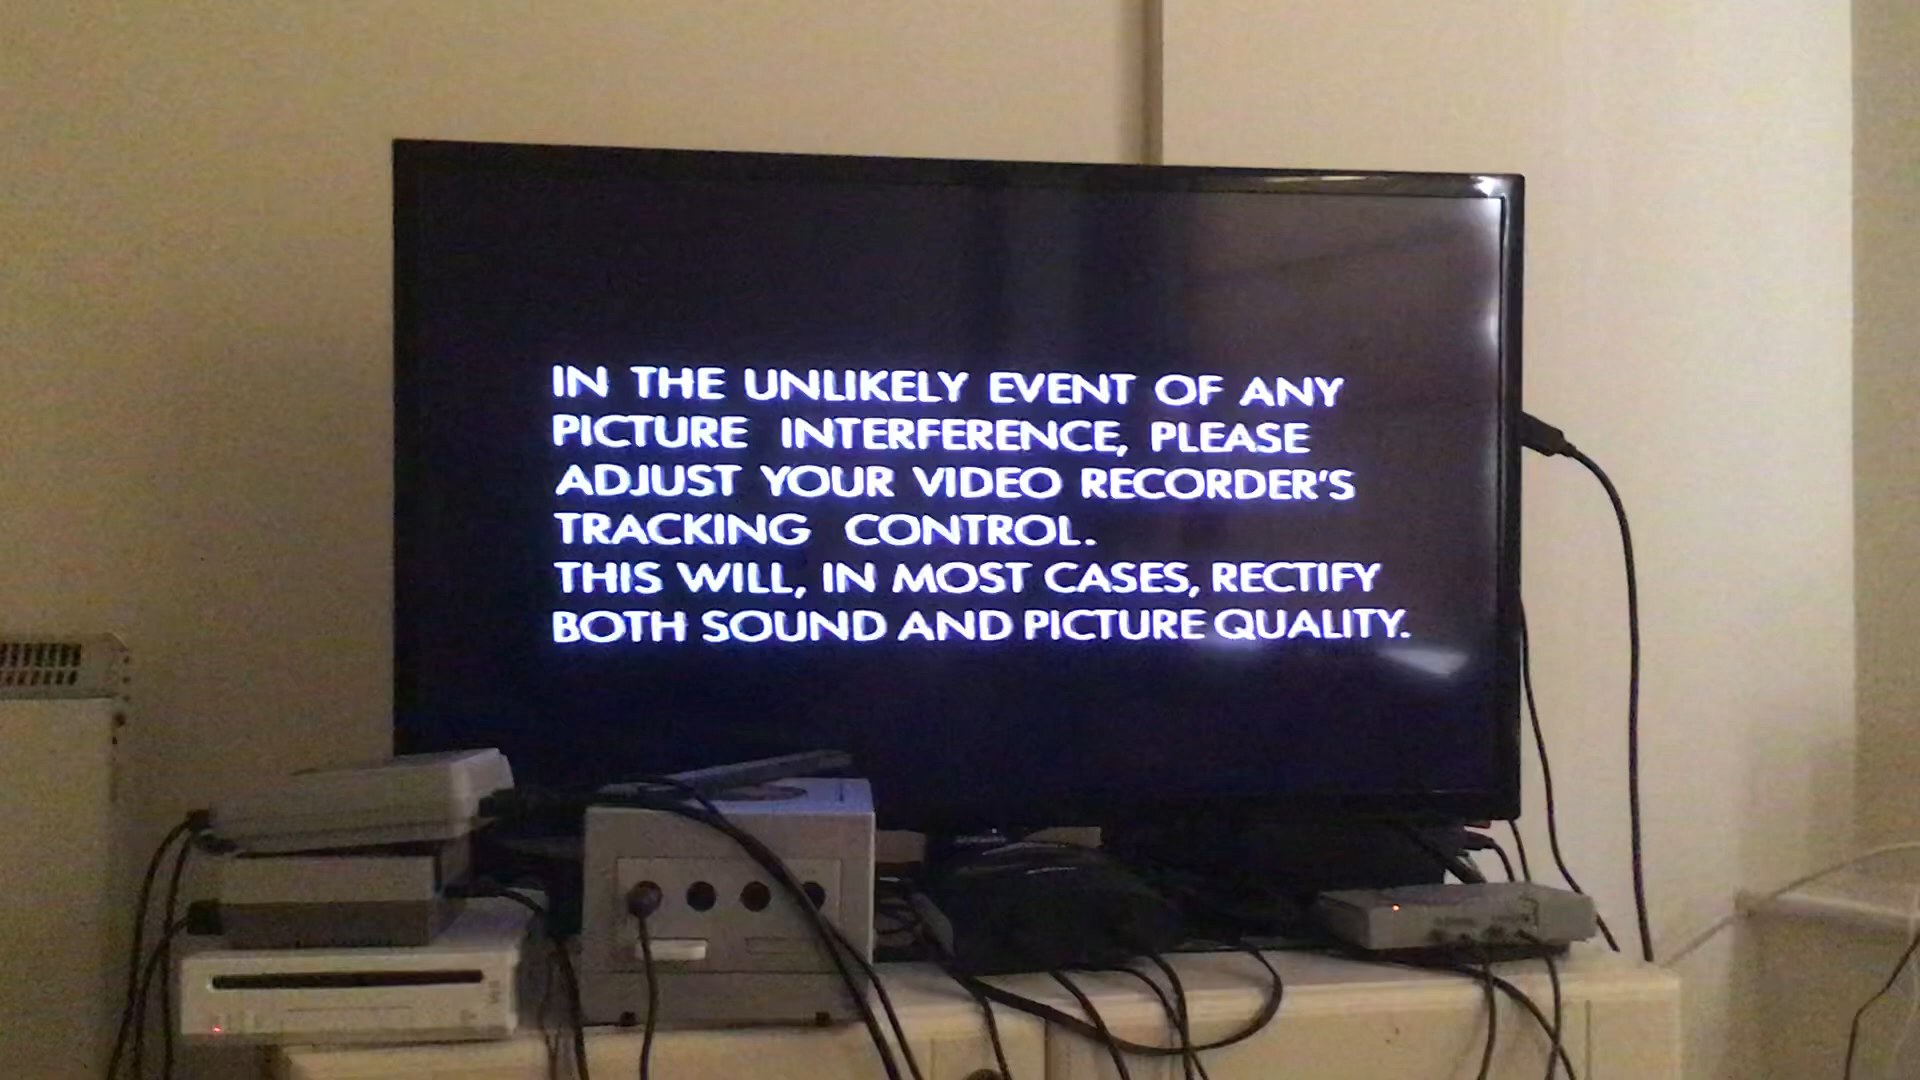 IN THE UNLIKELY EVENT OF ANY
PICTURE INTERFERENCE, PLEASE
ADJUST YOUR VIDEO RECORDER'S
TRACKING CONTROL.
THIS WILL, IN MOST CASES, RECTIFY
BOTH SOUND AND PICTURE QUALITY.
Wii